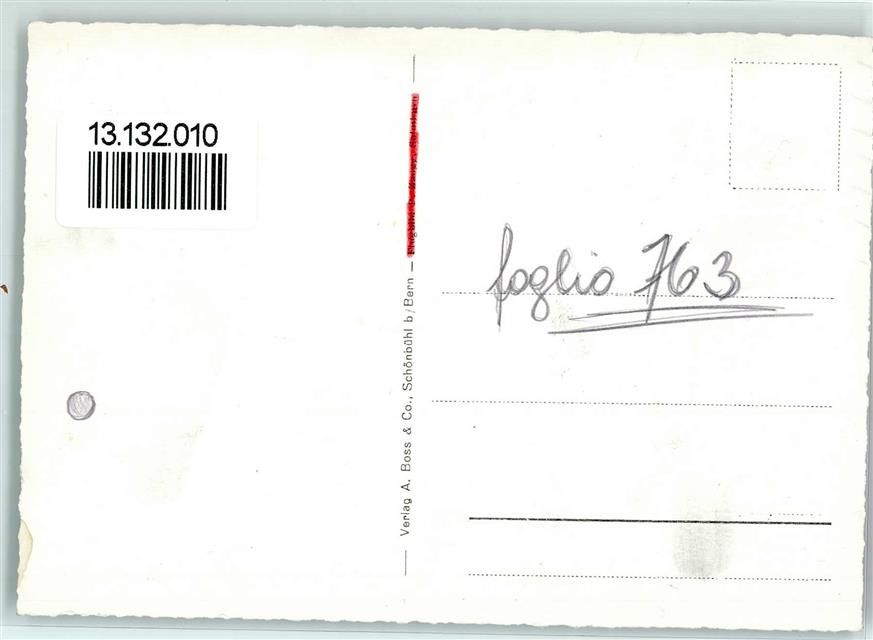 13.132.010
foglio 763
Verlag A. Boss & Co., Schönbühl b/Bern —